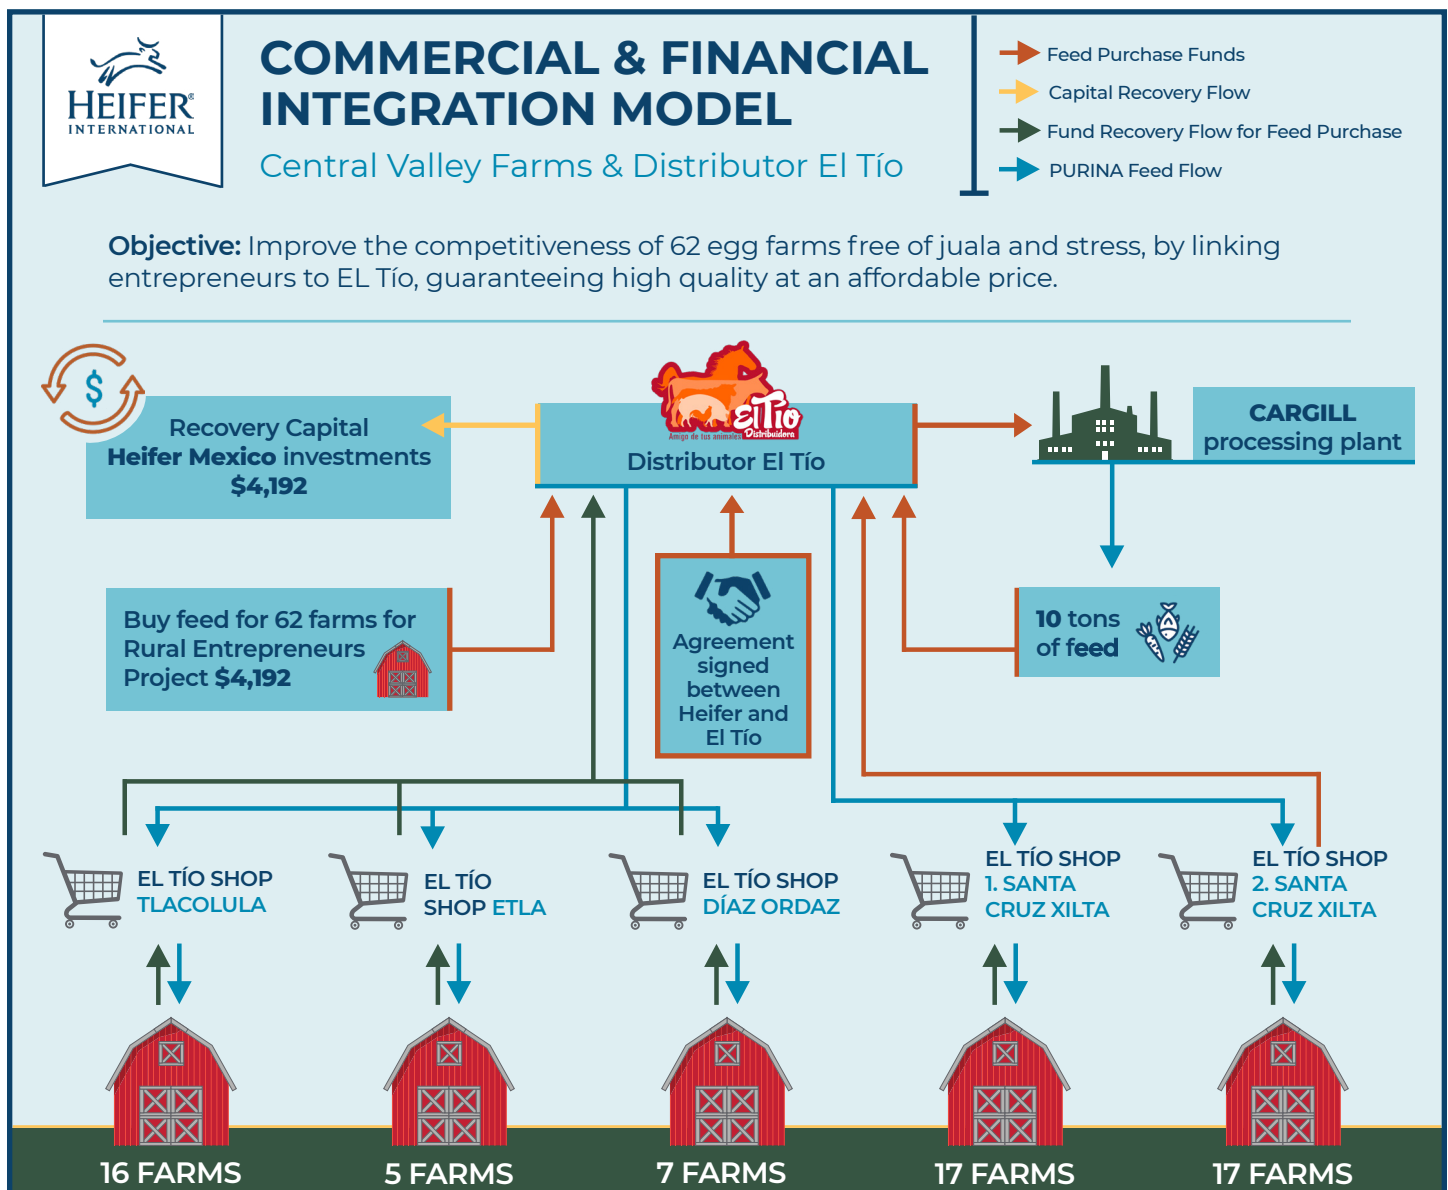 HEIFER®
INTERNATIONAL
COMMERCIAL & FINANCIAL
INTEGRATION MODEL
Central Valley Farms & Distributor El Tío
Feed Purchase Funds
Capital Recovery Flow
Fund Recovery Flow for Feed Purchase
PURINA Feed Flow
Objective: Improve the competitiveness of 62 egg farms free of juala and stress, by linking
entrepreneurs to EL Tío, guaranteeing high quality at an affordable price.
$
Recovery Capital
Heifer Mexico investments
$4,192
El Tío
Distribuidora
Amigo de tus animales
Distributor El Tío
CARGILL
processing plant
Buy feed for 62 farms for
Rural Entrepreneurs
Project $4,192
Agreement
signed
between
Heifer and
El Tío
10 tons
of feed
EL TÍO SHOP
TLACOLULA
EL TÍO
SHOP ETLA
EL TÍO SHOP
DÍAZ ORDAZ
EL TÍO SHOP
1. SANTA
CRUZ XILTA
EL TÍO SHOP
2. SANTA
CRUZ XILTA
16 FARMS
5 FARMS
7 FARMS
17 FARMS
17 FARMS